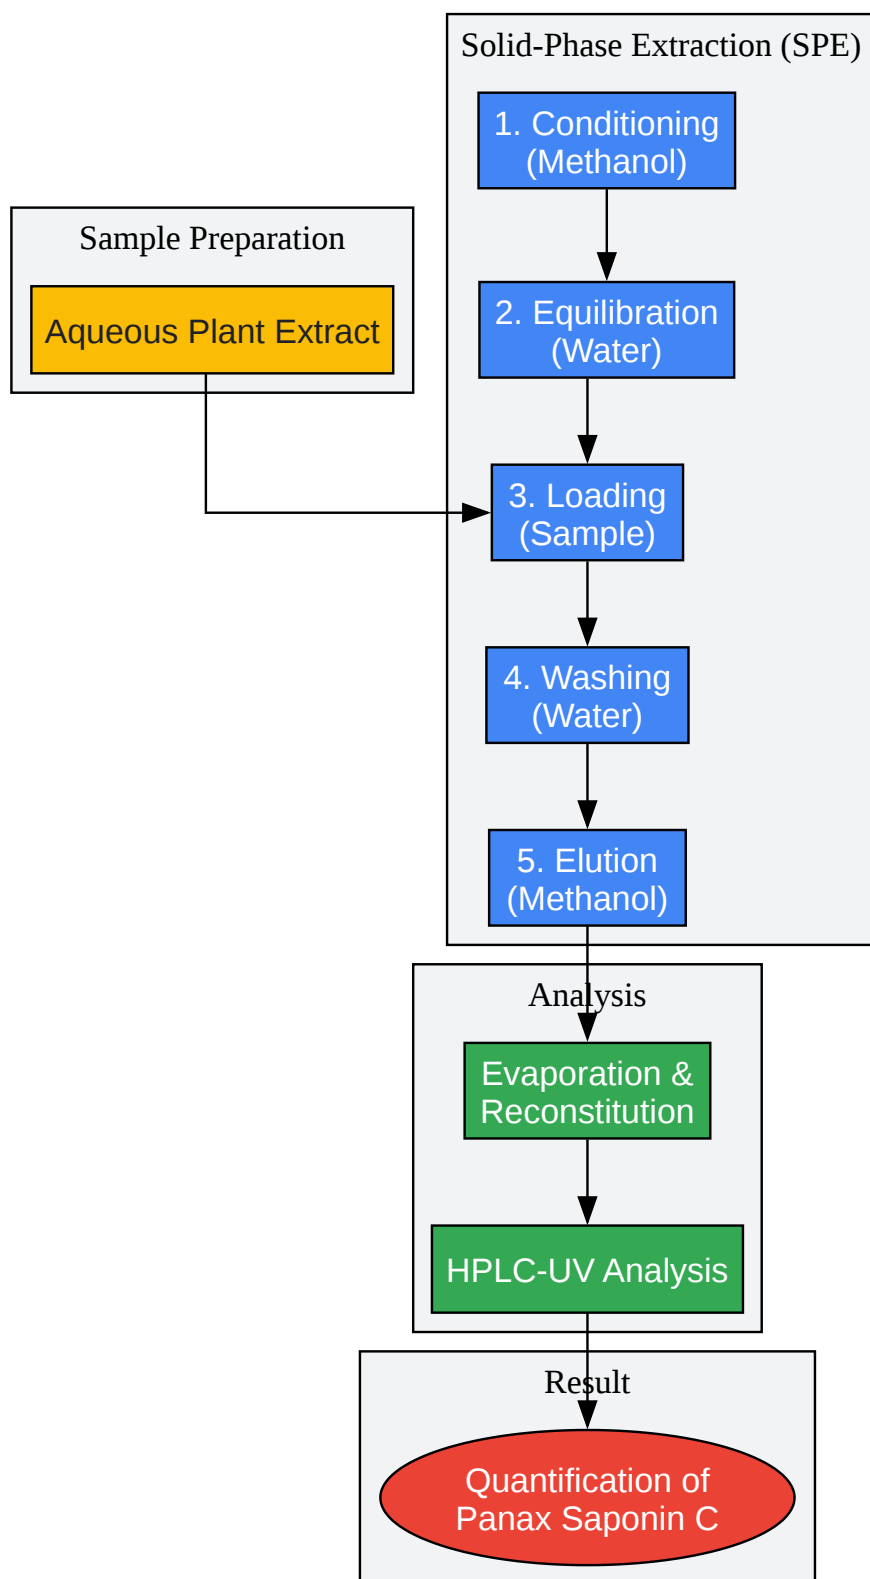 Solid-Phase Extraction (SPE)
1. Conditioning
(Methanol)
Sample Preparation
Aqueous Plant Extract
2. Equilibration
(Water)
3. Loading
(Sample)
4. Washing
(Water)
5. Elution
(Methanol)
Analysis
Evaporation &
Reconstitution
HPLC-UV Analysis
Result
Quantification of
Panax Saponin C